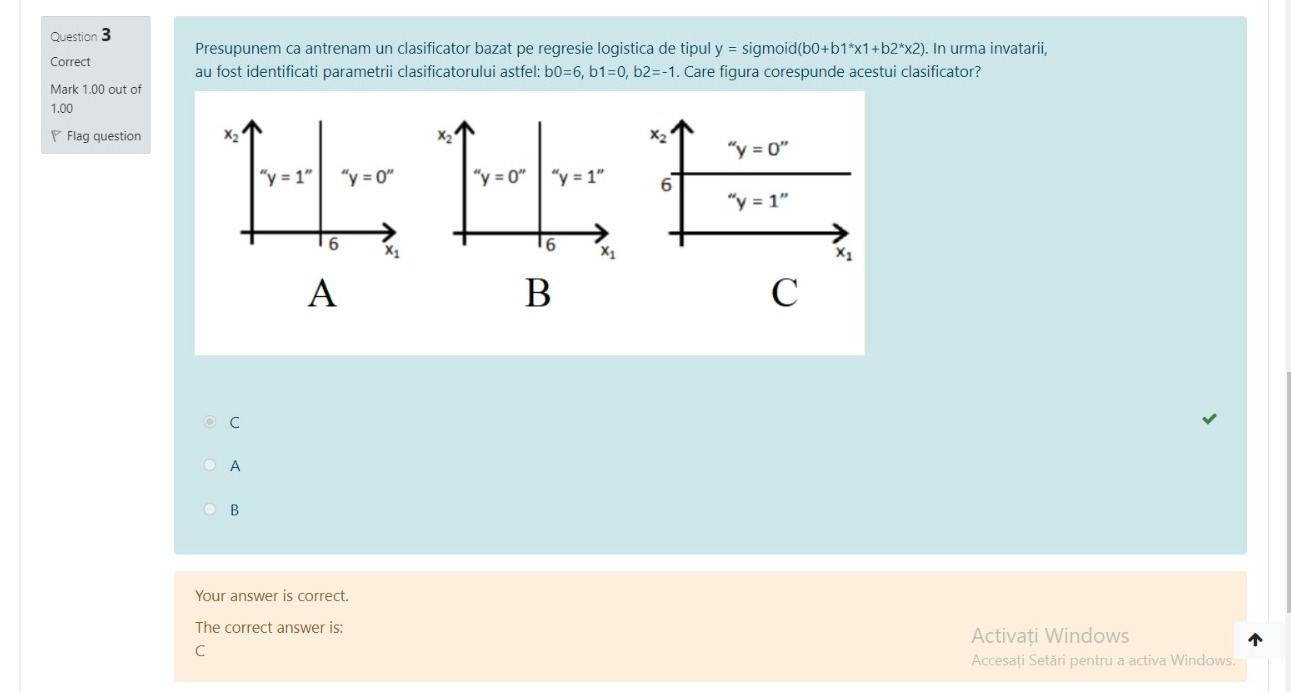 Question 3
Correct
Mark 1.00 out of
1.00
Flag question
Presupunem ca antrenam un clasificator bazat pe regresie logistica de tipul y = sigmoid(b0+b1*x1+b2*x2). In urma invatarii,
au fost identificati parametrii clasificatorului astfel: b0=6, b1=0, b2=-1. Care figura corespunde acestui clasificator?
x₂
"y = 1"
"y = 0"
6
x₁
A
x₂
"y = 0"
"y = 1"
6
x₁
B
x₂
"y = 0"
6
"y = 1"
x₁
C
C
A
B
Your answer is correct.
The correct answer is:
C
Activați Windows
Accesați Setări pentru a activa Windows.